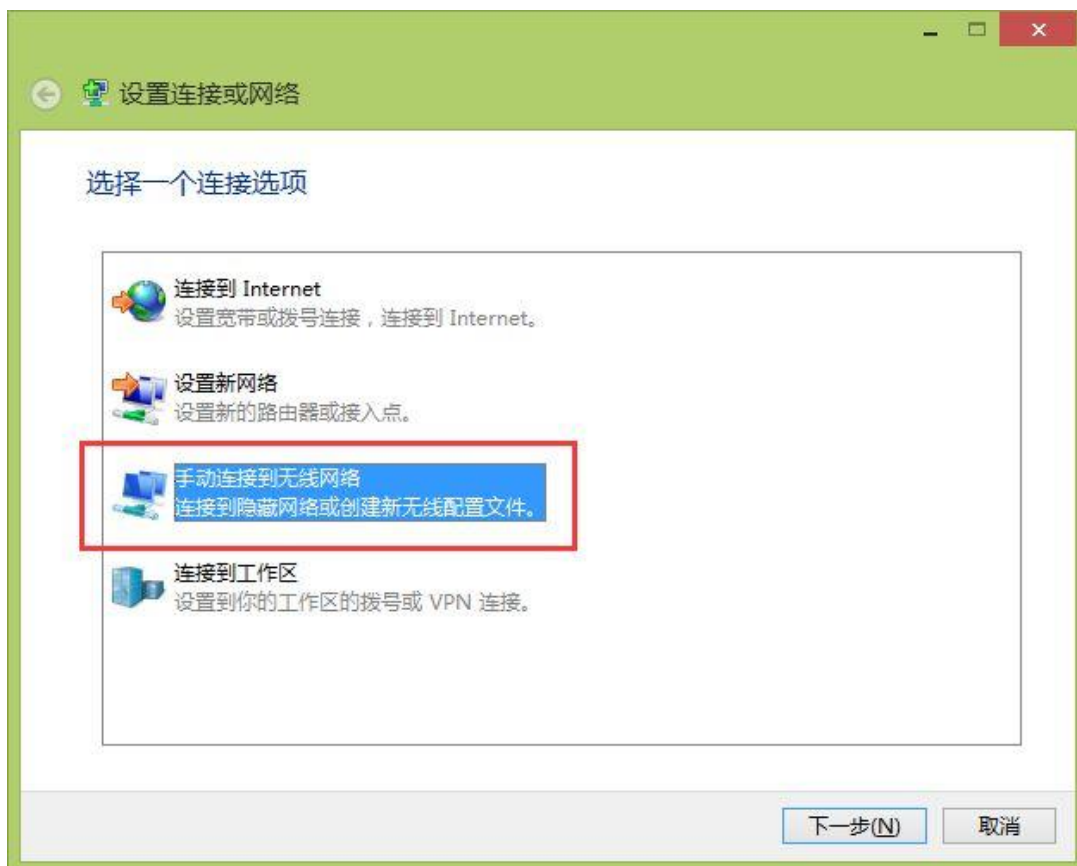 设置连接或网络
选择一个连接选项
连接到 Internet
设置宽带或拨号连接，连接到 Internet。
设置新网络
设置新的路由器或接入点。
手动连接到无线网络
连接到隐藏网络或创建新无线配置文件。
连接到工作区
设置到你的工作区的拨号或 VPN 连接。
下一步(N) 取消